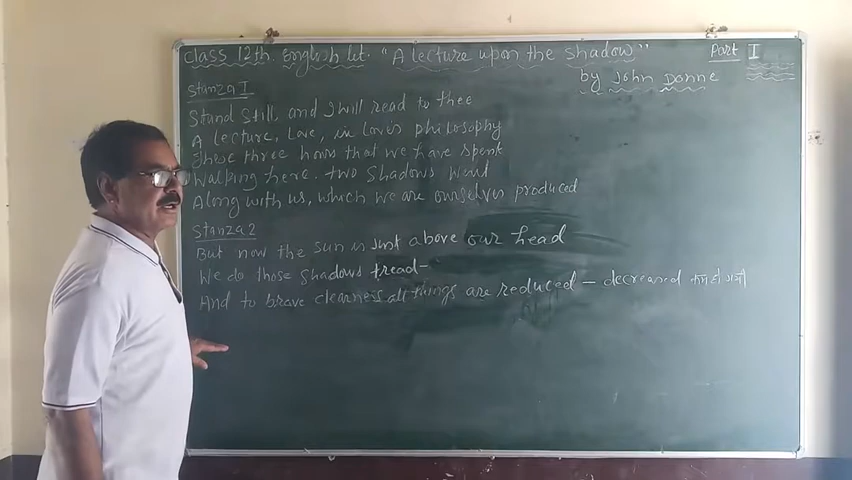 Class 12th. English lit. "A lecture upon the shadow" Part I
by John Donne
Stanza I
Stand still and I will read to thee
A lecture, Love, in love's philosophy
These three hours that we have spent
Walking here. two shadows went
Along with us, which we are ourselves produced
Stanza 2
But now the sun is just above our head
We do those shadows tread-
And to brave clearness all things are reduced - decreased कम हो गयी